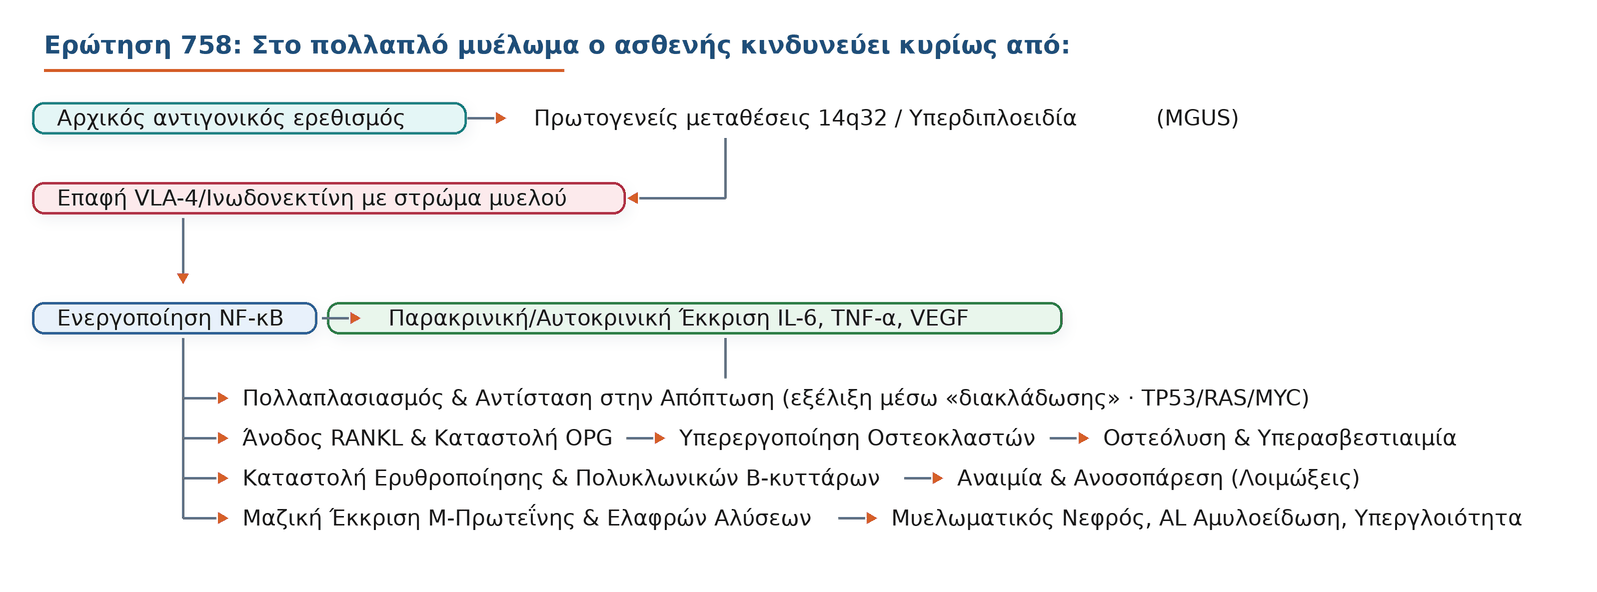 Ερώτηση 758: Στο πολλαπλό μυέλωμα ο ασθενής κινδυνεύει κυρίως από:
Αρχικός αντιγονικός ερεθισμός Πρωτογενείς μεταθέσεις 14q32 / Υπερδιπλοειδία (MGUS)
Επαφή VLA-4/Ινωδονεκτίνη με στρώμα μυελού
Ενεργοποίηση NF-κB Παρακρινική/Αυτοκρινική Έκκριση IL-6, TNF-α, VEGF
Πολλαπλασιασμός & Αντίσταση στην Απόπτωση (εξέλιξη μέσω «διακλάδωσης» · TP53/RAS/MYC)
Άνοδος RANKL & Καταστολή OPG Υπερεργοποίηση Οστεοκλαστών Οστεόλυση & Υπερασβεστιαιμία
Καταστολή Ερυθροποίησης & Πολυκλωνικών Β-κυττάρων Αναιμία & Ανοσοπάρεση (Λοιμώξεις)
Μαζική Έκκριση Μ-Πρωτεΐνης & Ελαφρών Αλύσεων Μυελωματικός Νεφρός, AL Αμυλοείδωση, Υπεργλοιότητα